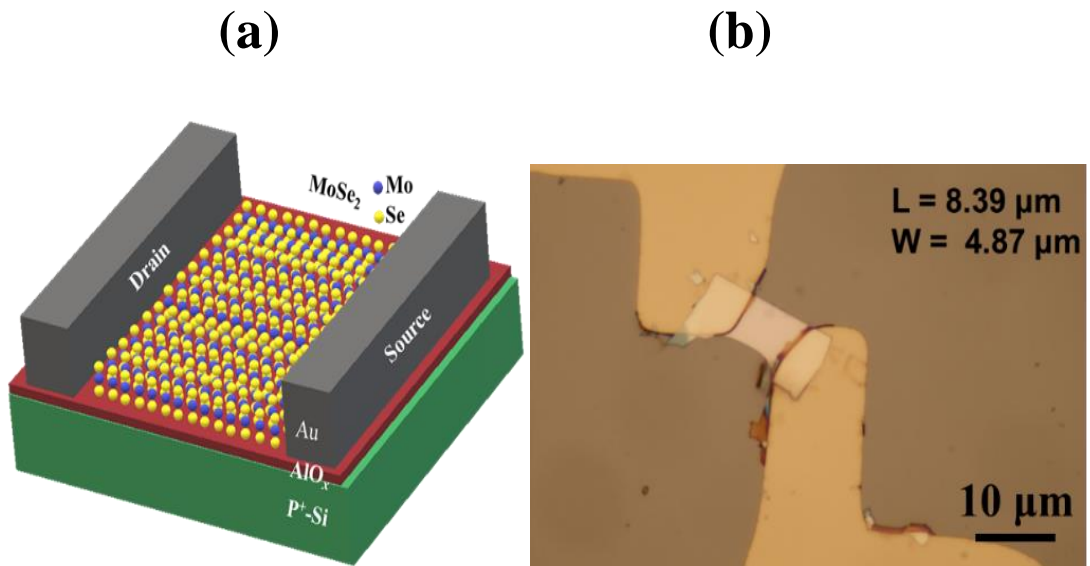 (a)
(b)
MoSe₂
Mo
Se
Drain
Source
Au
AlOₓ
P⁺-Si
L = 8.39 µm
W = 4.87 µm
10 µm